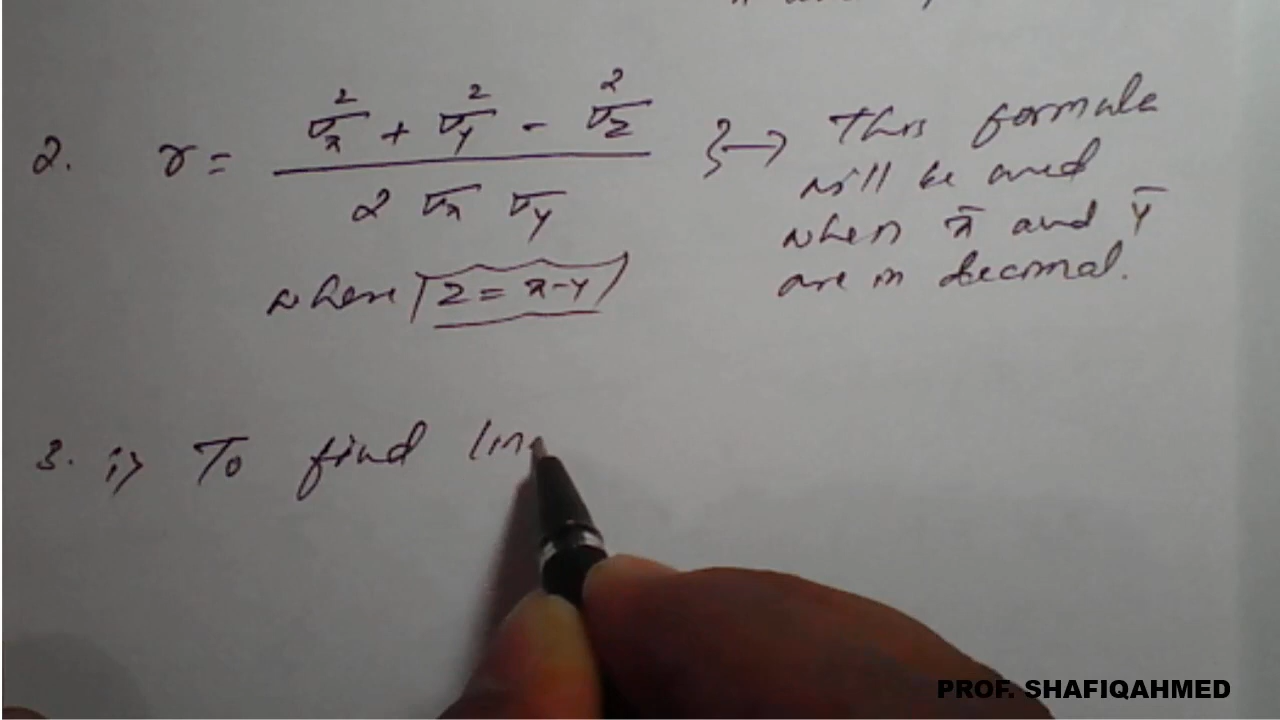 2. r = σx² + σy² - σz² / 2 σx σy } → This formula
will be used
when x̄ and ȳ
are in decimal.
where z = x-y
3. i) To find lin
PROF. SHAFIQAHMED